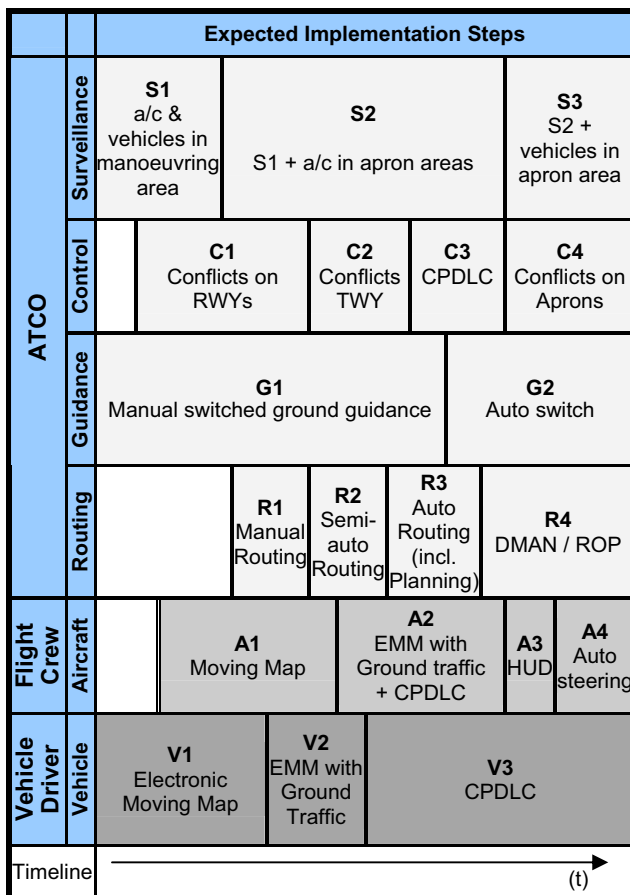 Expected Implementation Steps
ATCO
Surveillance
S1
a/c &
vehicles in
manoeuvring
area
S2
S1 + a/c in apron areas
S3
S2 +
vehicles in
apron area
Control
C1
Conflicts on
RWYs
C2
Conflicts
TWY
C3
CPDLC
C4
Conflicts on
Aprons
Guidance
G1
Manual switched ground guidance
G2
Auto switch
Routing
R1
Manual
Routing
R2
Semi-
auto
Routing
R3
Auto
Routing
(incl.
Planning)
R4
DMAN / ROP
Flight
Crew
Aircraft
A1
Moving Map
A2
EMM with
Ground traffic
+ CPDLC
A3
HUD
A4
Auto
steering
Vehicle
Driver
Vehicle
V1
Electronic
Moving Map
V2
EMM with
Ground
Traffic
V3
CPDLC
Timeline
(t)